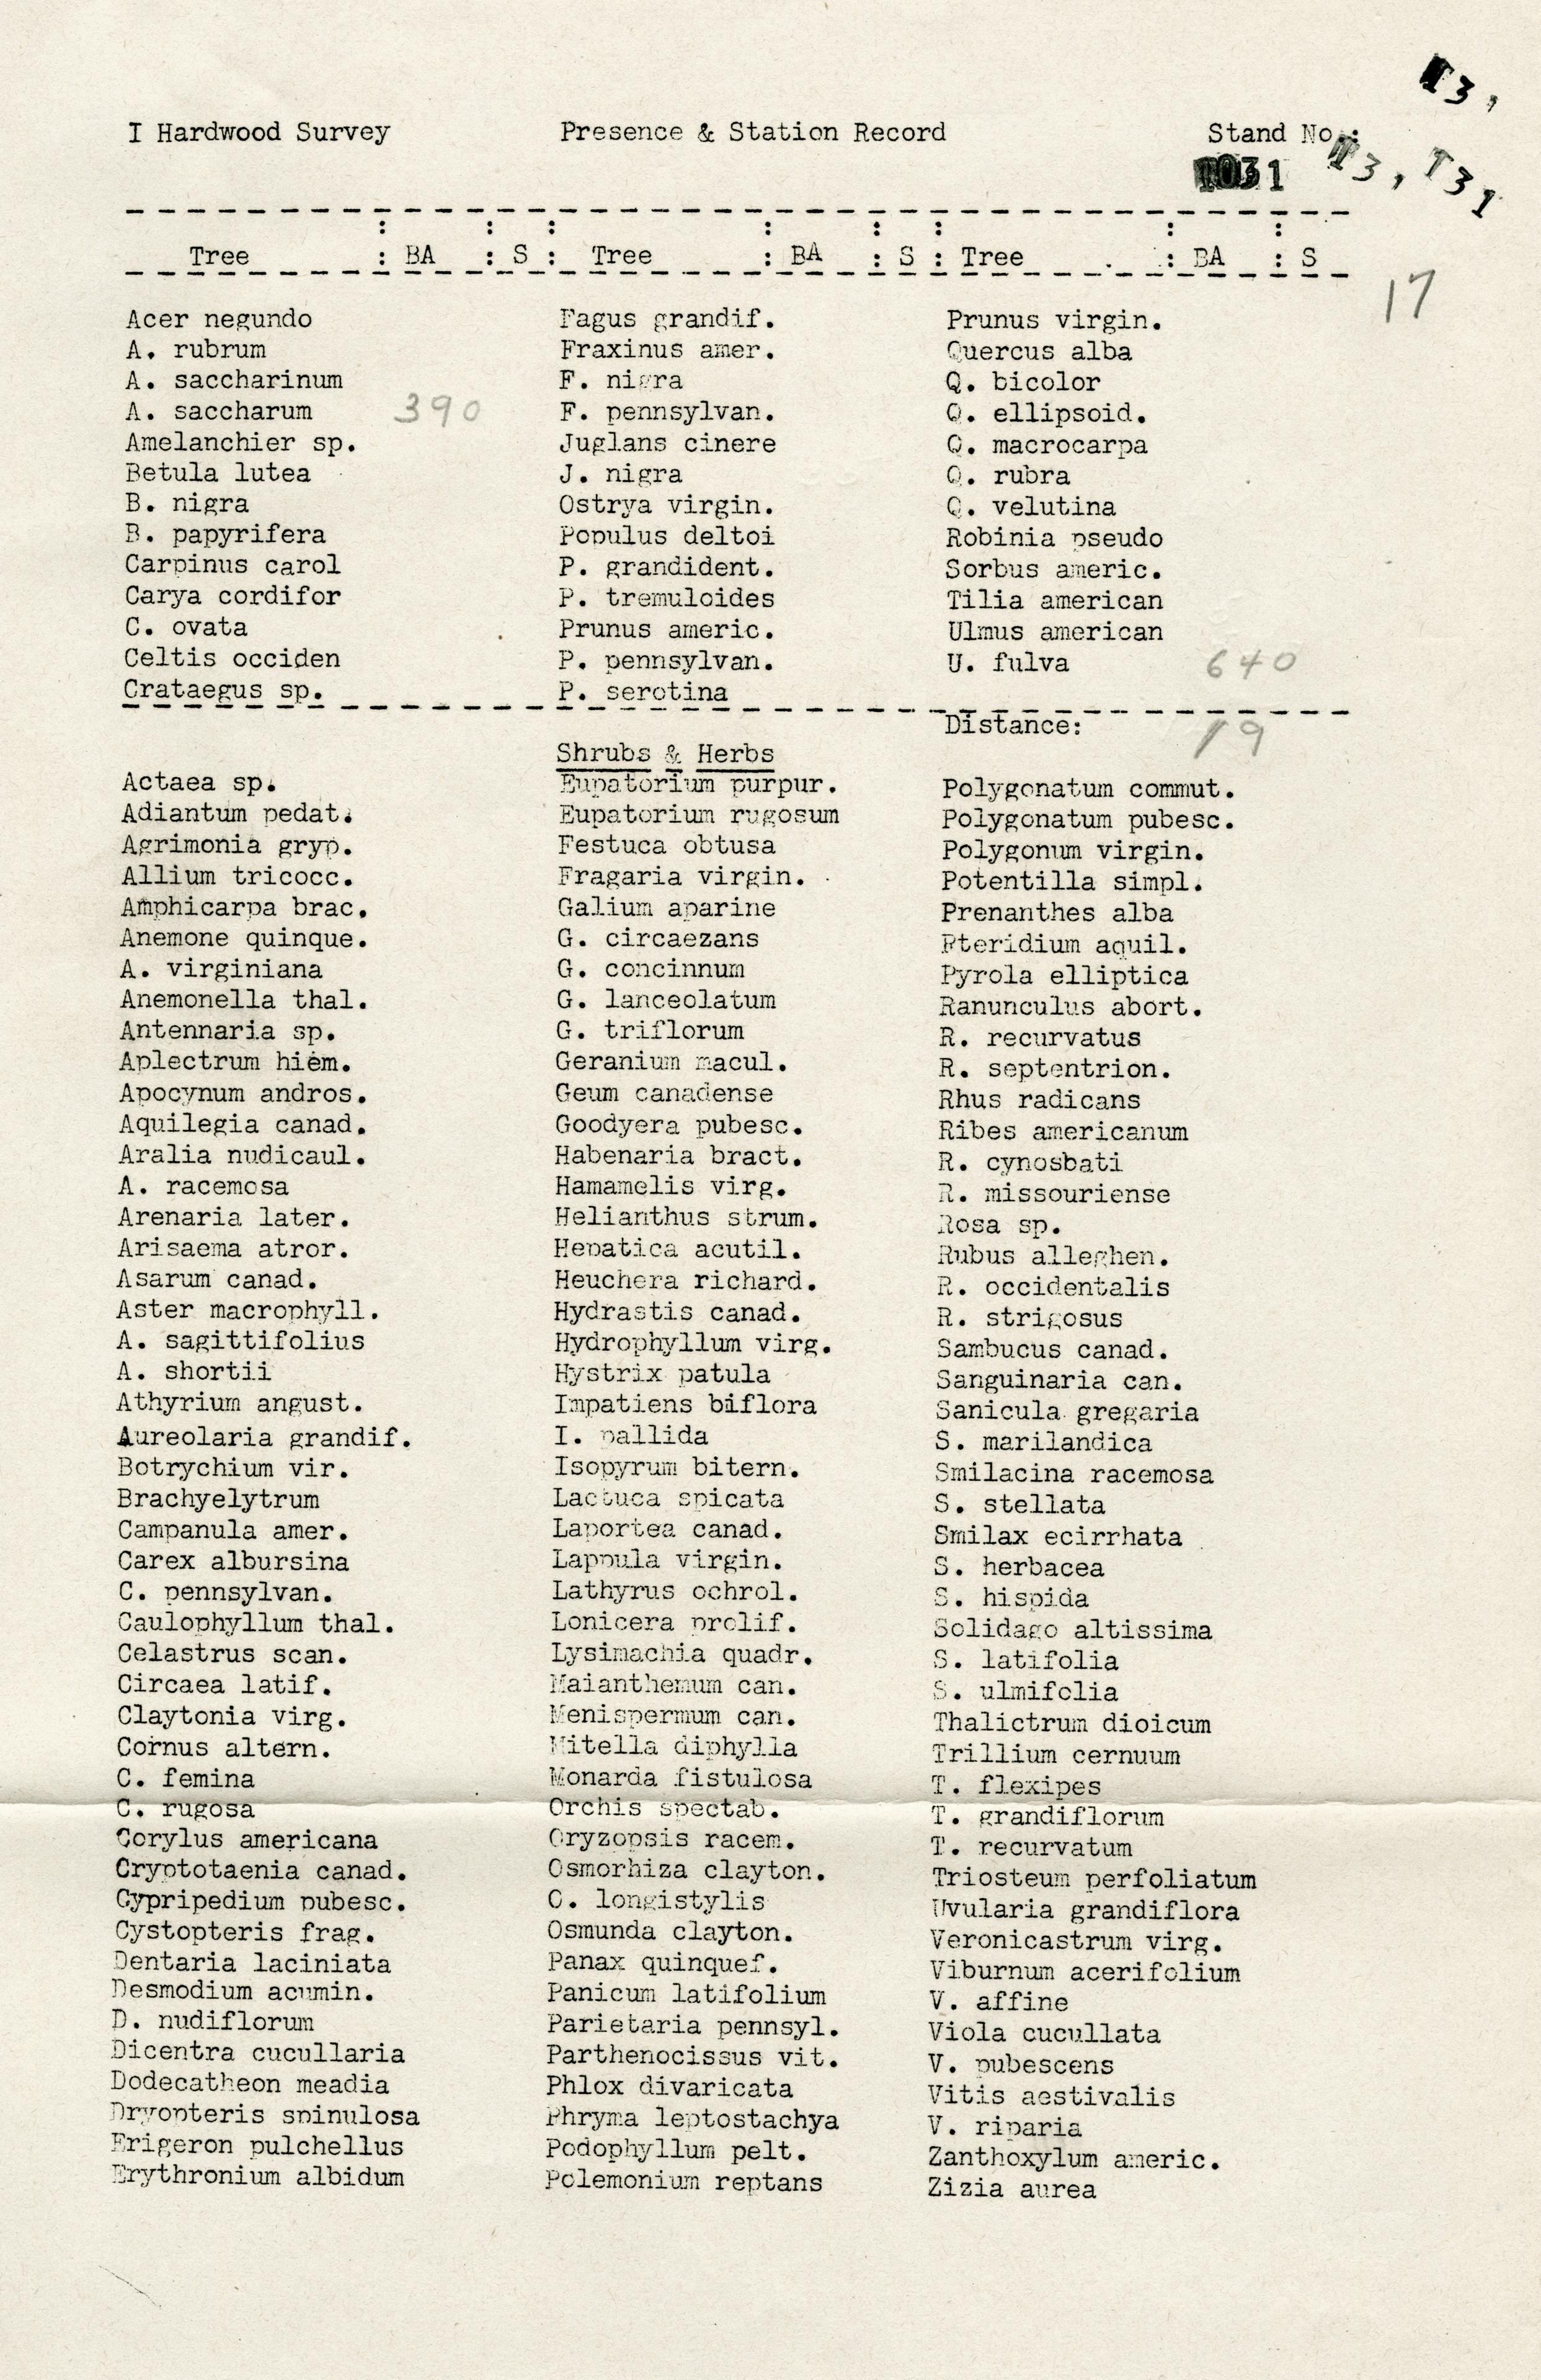 I Hardwood Survey Presence & Station Record Stand No.:
1031
T3,
T3, T31
Tree : BA : S : Tree : BA : S : Tree : BA : S
17
Acer negundo Fagus grandif. Prunus virgin.
A. rubrum Fraxinus amer. Quercus alba
A. saccharinum F. nigra Q. bicolor
A. saccharum 390 F. pennsylvan. Q. ellipsoid.
Amelanchier sp. Juglans cinere Q. macrocarpa
Betula lutea J. nigra Q. rubra
B. nigra Ostrya virgin. Q. velutina
B. papyrifera Populus deltoi Robinia pseudo
Carpinus carol P. grandident. Sorbus americ.
Carya cordifor P. tremuloides Tilia american
C. ovata Prunus americ. Ulmus american
Celtis occiden P. pennsylvan. U. fulva 640
Crataegus sp. P. serotina
Distance: 19
Shrubs & Herbs
Actaea sp. Eupatorium purpur. Polygonatum commut.
Adiantum pedat. Eupatorium rugosum Polygonatum pubesc.
Agrimonia gryp. Festuca obtusa Polygonum virgin.
Allium tricocc. Fragaria virgin. Potentilla simpl.
Amphicarpa brac. Galium aparine Prenanthes alba
Anemone quinque. G. circaezans Pteridium aquil.
A. virginiana G. concinnum Pyrola elliptica
Anemonella thal. G. lanceolatum Ranunculus abort.
Antennaria sp. G. triflorum R. recurvatus
Aplectrum hiem. Geranium macul. R. septentrion.
Apocynum andros. Geum canadense Rhus radicans
Aquilegia canad. Goodyera pubesc. Ribes americanum
Aralia nudicaul. Habenaria bract. R. cynosbati
A. racemosa Hamamelis virg. R. missouriense
Arenaria later. Helianthus strum. Rosa sp.
Arisaema atror. Hepatica acutil. Rubus alleghen.
Asarum canad. Heuchera richard. R. occidentalis
Aster macrophyll. Hydrastis canad. R. strigosus
A. sagittifolius Hydrophyllum virg. Sambucus canad.
A. shortii Hystrix patula Sanguinaria can.
Athyrium angust. Impatiens biflora Sanicula gregaria
Aureolaria grandif. I. pallida S. marilandica
Botrychium vir. Isopyrum bitern. Smilacina racemosa
Brachyelytrum Lactuca spicata S. stellata
Campanula amer. Laportea canad. Smilax ecirrhata
Carex albursina Lappula virgin. S. herbacea
C. pennsylvan. Lathyrus ochrol. S. hispida
Caulophyllum thal. Lonicera prolif. Solidago altissima
Celastrus scan. Lysimachia quadr. S. latifolia
Circaea latif. Maianthemum can. S. ulmifolia
Claytonia virg. Menispermum can. Thalictrum dioicum
Cornus altern. Mitella diphylla Trillium cernuum
C. femina Monarda fistulosa T. flexipes
C. rugosa Orchis spectab. T. grandiflorum
Corylus americana Oryzopsis racem. T. recurvatum
Cryptotaenia canad. Osmorhiza clayton. Triosteum perfoliatum
Cypripedium pubesc. O. longistylis Uvularia grandiflora
Cystopteris frag. Osmunda clayton. Veronicastrum virg.
Dentaria laciniata Panax quinquef. Viburnum acerifolium
Desmodium acumin. Panicum latifolium V. affine
D. nudiflorum Parietaria pennsyl. Viola cucullata
Dicentra cucullaria Parthenocissus vit. V. pubescens
Dodecatheon meadia Phlox divaricata Vitis aestivalis
Dryopteris spinulosa Phryma leptostachya V. riparia
Erigeron pulchellus Podophyllum pelt. Zanthoxylum americ.
Erythronium albidum Polemonium reptans Zizia aurea